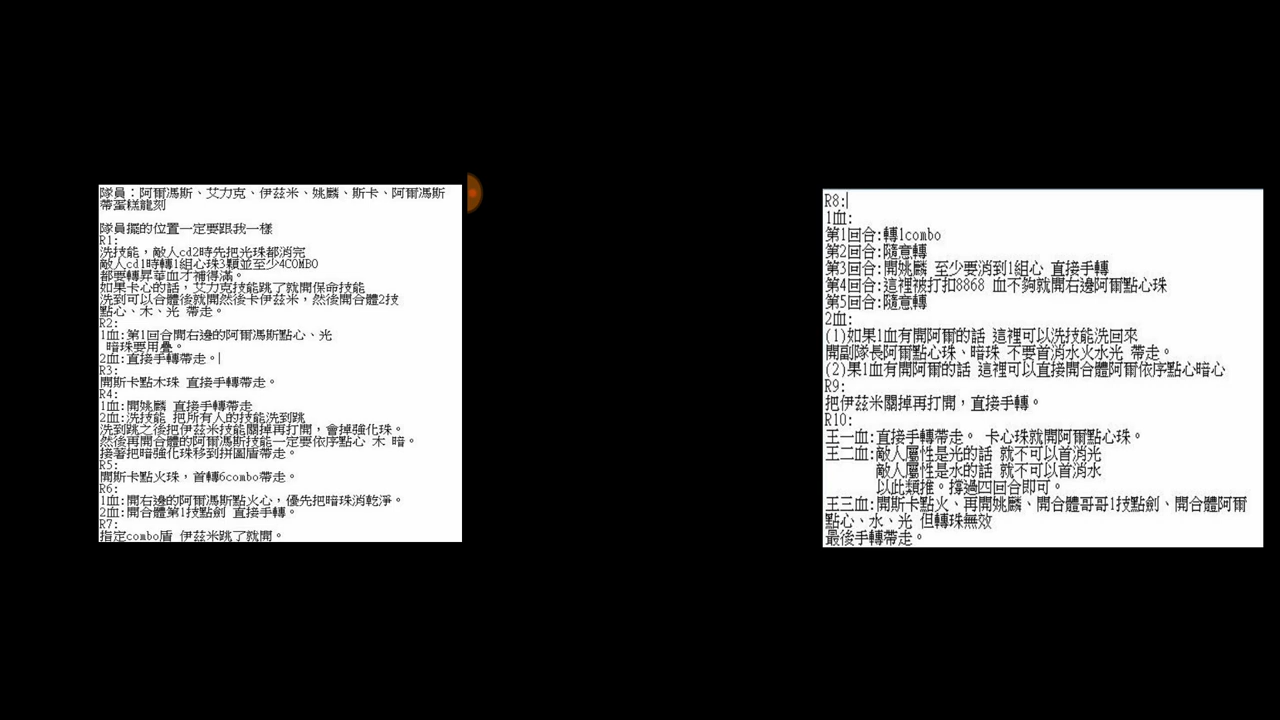 隊員：阿爾馮斯、艾力克、伊茲米、姚麟、斯卡、阿爾馮斯
帶蛋糕龍刻
隊員擺的位置一定要跟我一樣
R1:
洗技能，敵人cd2時先把光珠都消完
敵人cd1時轉1組心珠3顆並至少4COMBO
都要轉昇華血才補得滿。
如果卡心的話，艾力克技能跳了就開保命技能
洗到可以合體後就開然後卡伊茲米，然後開合體2技
點心、木、光 帶走。
R2:
1血:第1回合開右邊的阿爾馮斯點心、光
暗珠要用疊。
2血:直接手轉帶走。
R3:
開斯卡點木珠 直接手轉帶走。
R4:
1血:開姚麟 直接手轉帶走
2血:洗技能 把所有人的技能洗到跳
洗到跳之後把伊茲米技能關掉再打開，會掉強化珠。
然後再開合體的阿爾馮斯技能一定要依序點心 木 暗。
接著把暗強化珠移到拼圖盾帶走。
R5:
開斯卡點火珠，首轉6combo帶走。
R6:
1血:開右邊的阿爾馮斯點火心，優先把暗珠消乾淨。
2血:開合體第1技點劍 直接手轉。
R7:
指定combo盾 伊茲米跳了就開。
R8:
1血:
第1回合:轉1combo
第2回合:隨意轉
第3回合:開姚麟 至少要消到1組心 直接手轉
第4回合:這裡被打扣8868 血不夠就開右邊阿爾點心珠
第5回合:隨意轉
2血:
(1)如果1血有開阿爾的話 這裡可以洗技能洗回來
開副隊長阿爾點心珠、暗珠 不要首消水火水光 帶走。
(2)果1血有開阿爾的話 這裡可以直接開合體阿爾依序點心暗心
R9:
把伊茲米關掉再打開，直接手轉。
R10:
王一血:直接手轉帶走。 卡心珠就開阿爾點心珠。
王二血:敵人屬性是光的話 就不可以首消光
敵人屬性是水的話 就不可以首消水
以此類推。撐過四回合即可。
王三血:開斯卡點火、再開姚麟、開合體哥哥1技點劍、開合體阿爾
點心、水、光 但轉珠無效
最後手轉帶走。